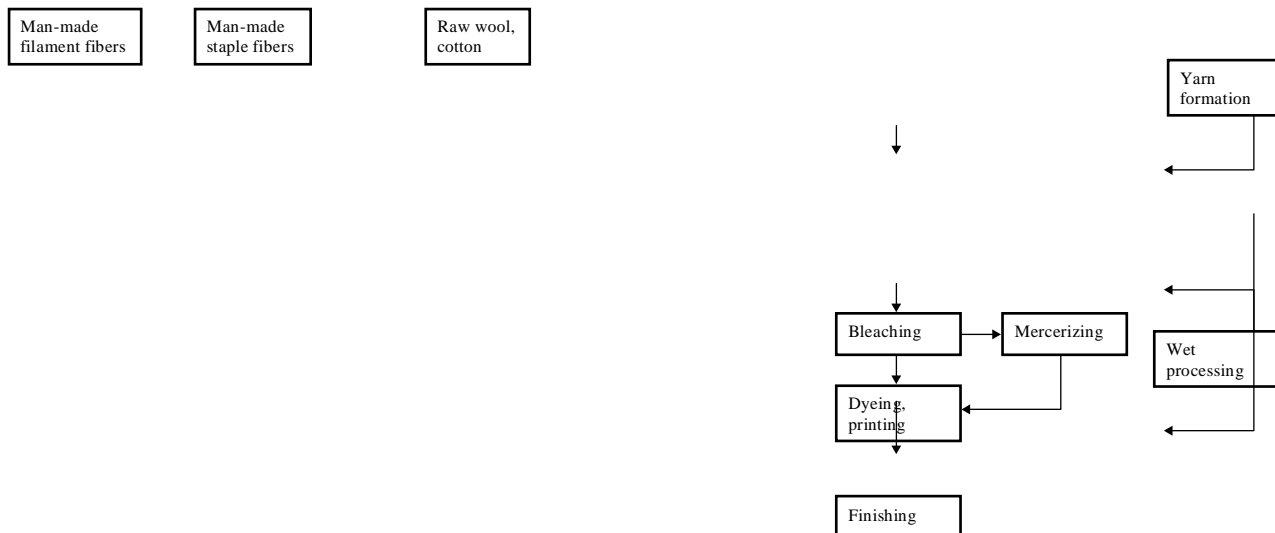 Man-made
filament fibers
Man-made
staple fibers
Raw wool,
cotton
Yarn
formation
Bleaching
Mercerizing
Wet
processing
Dyeing,
printing
Finishing